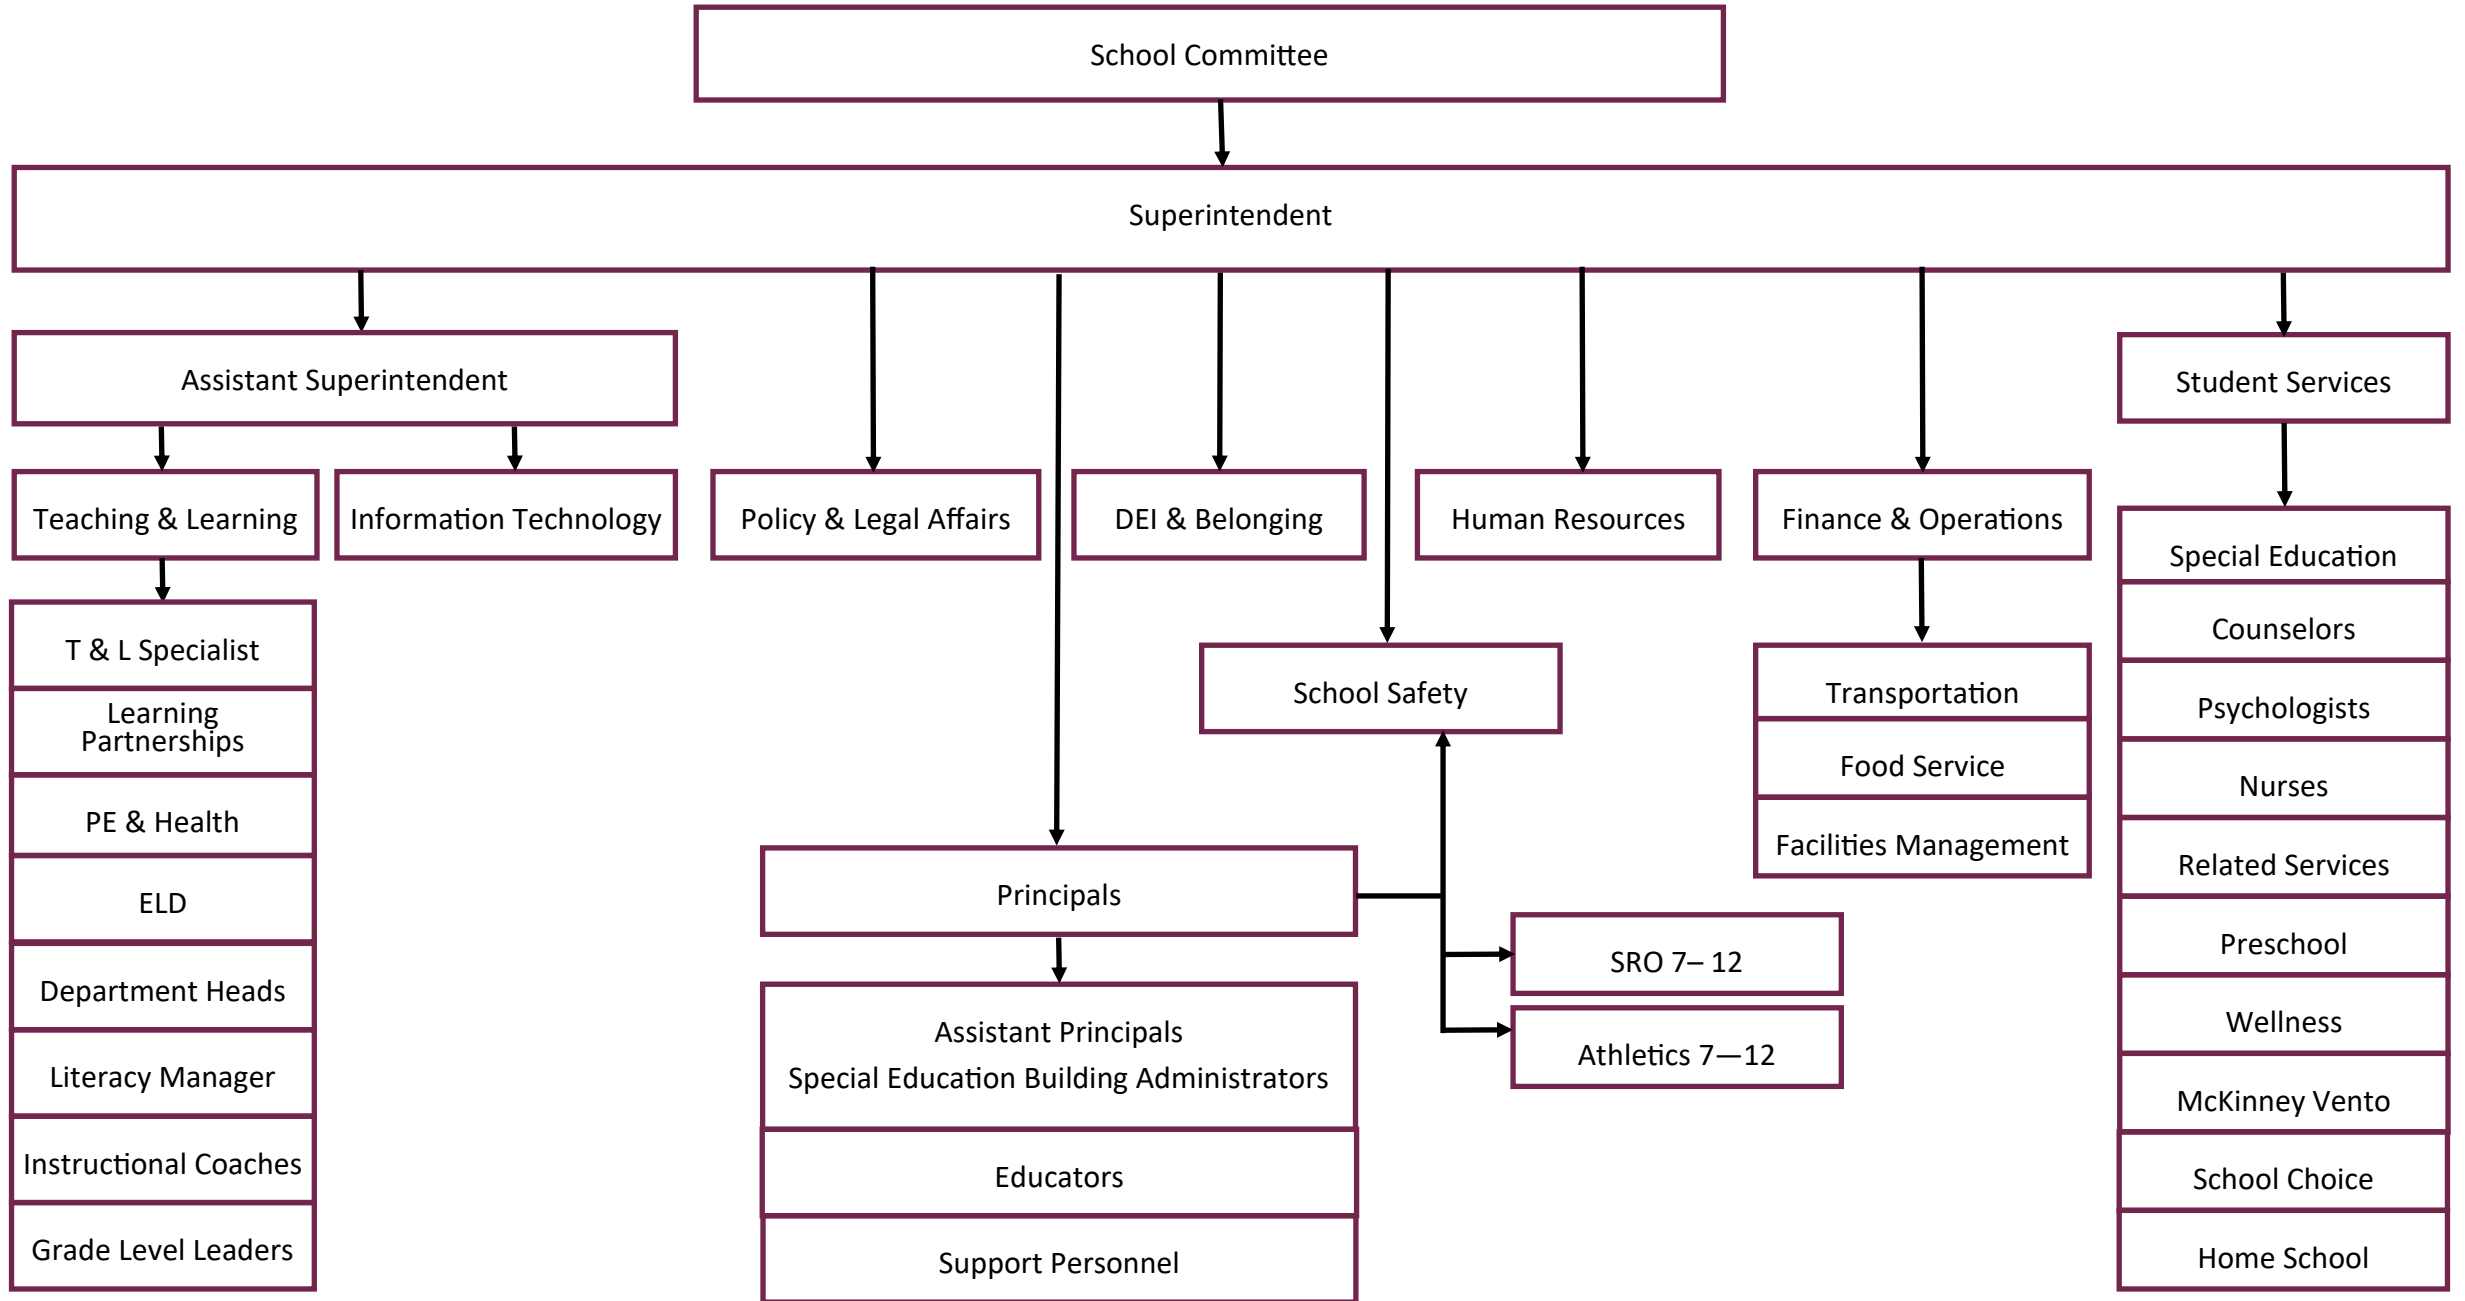 School Committee
Superintendent
Assistant Superintendent
Student Services
Teaching & Learning
Information Technology
Policy & Legal Affairs
DEI & Belonging
Human Resources
Finance & Operations
T & L Specialist
Learning
Partnerships
PE & Health
ELD
Department Heads
Literacy Manager
Instructional Coaches
Grade Level Leaders
School Safety
Principals
Assistant Principals
Special Education Building Administrators
Educators
Support Personnel
SRO 7– 12
Athletics 7—12
Transportation
Food Service
Facilities Management
Special Education
Counselors
Psychologists
Nurses
Related Services
Preschool
Wellness
McKinney Vento
School Choice
Home School